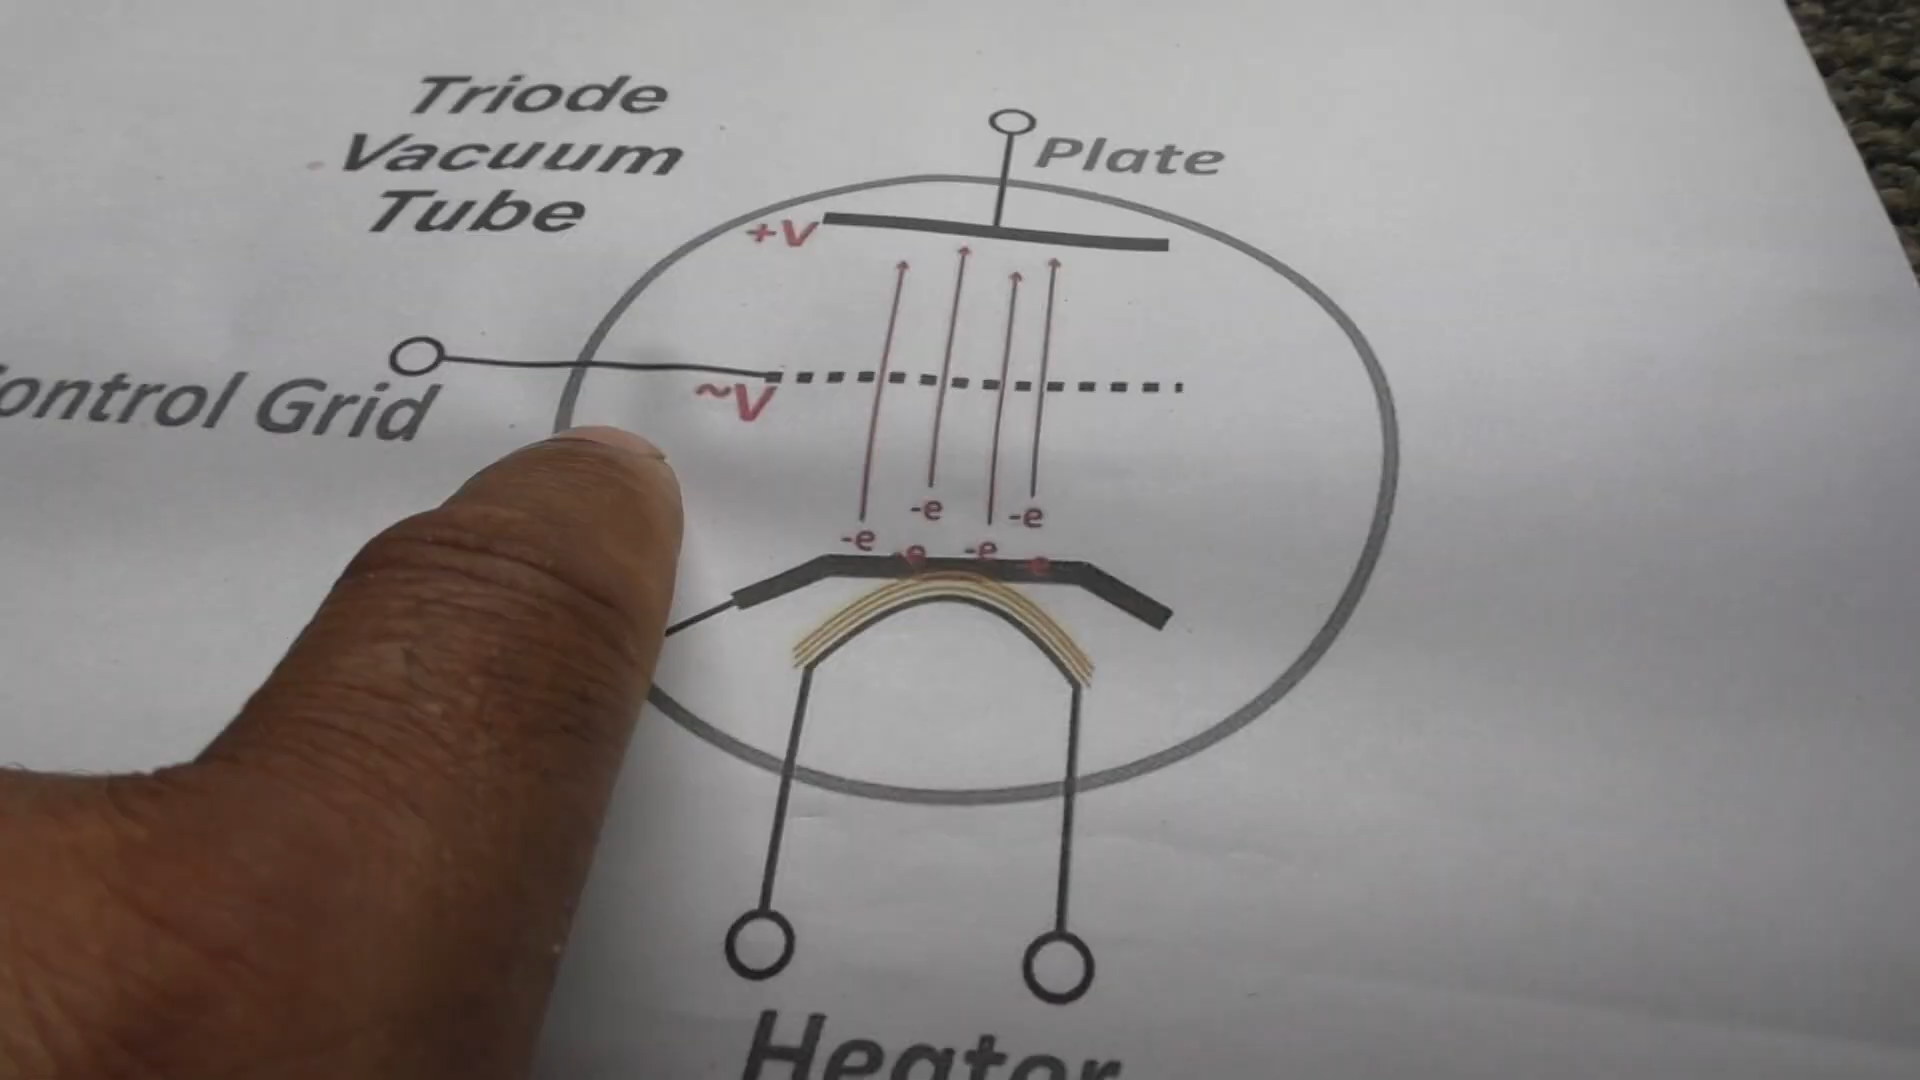 Triode
Vacuum
Tube
Plate
+V
ontrol Grid
~V
-e
-e
-e
-e
-e
-e
Heater